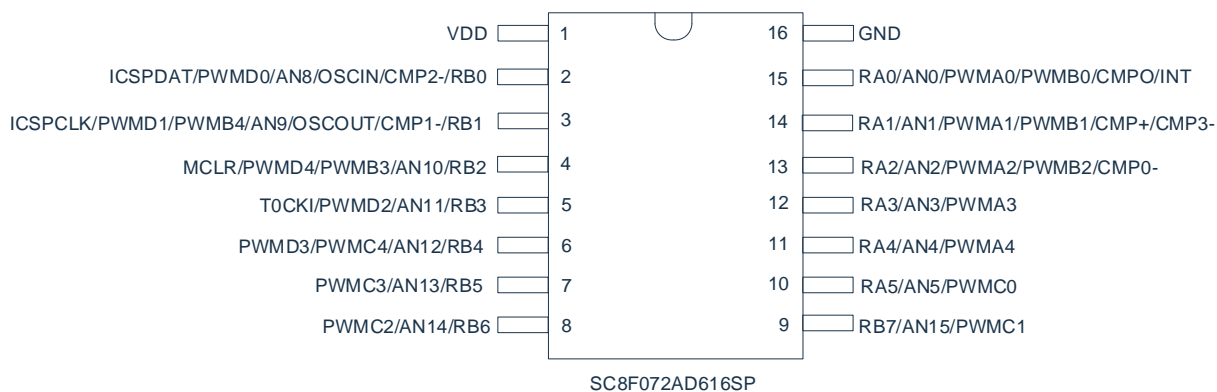 VDD 1 16 GND
ICSPDAT/PWMD0/AN8/OSCIN/CMP2-/RB0 2 15 RA0/AN0/PWMA0/PWMB0/CMPO/INT
ICSPCLK/PWMD1/PWMB4/AN9/OSCOUT/CMP1-/RB1 3 14 RA1/AN1/PWMA1/PWMB1/CMP+/CMP3-
MCLR/PWMD4/PWMB3/AN10/RB2 4 13 RA2/AN2/PWMA2/PWMB2/CMP0-
T0CKI/PWMD2/AN11/RB3 5 12 RA3/AN3/PWMA3
PWMD3/PWMC4/AN12/RB4 6 11 RA4/AN4/PWMA4
PWMC3/AN13/RB5 7 10 RA5/AN5/PWMC0
PWMC2/AN14/RB6 8 9 RB7/AN15/PWMC1
SC8F072AD616SP